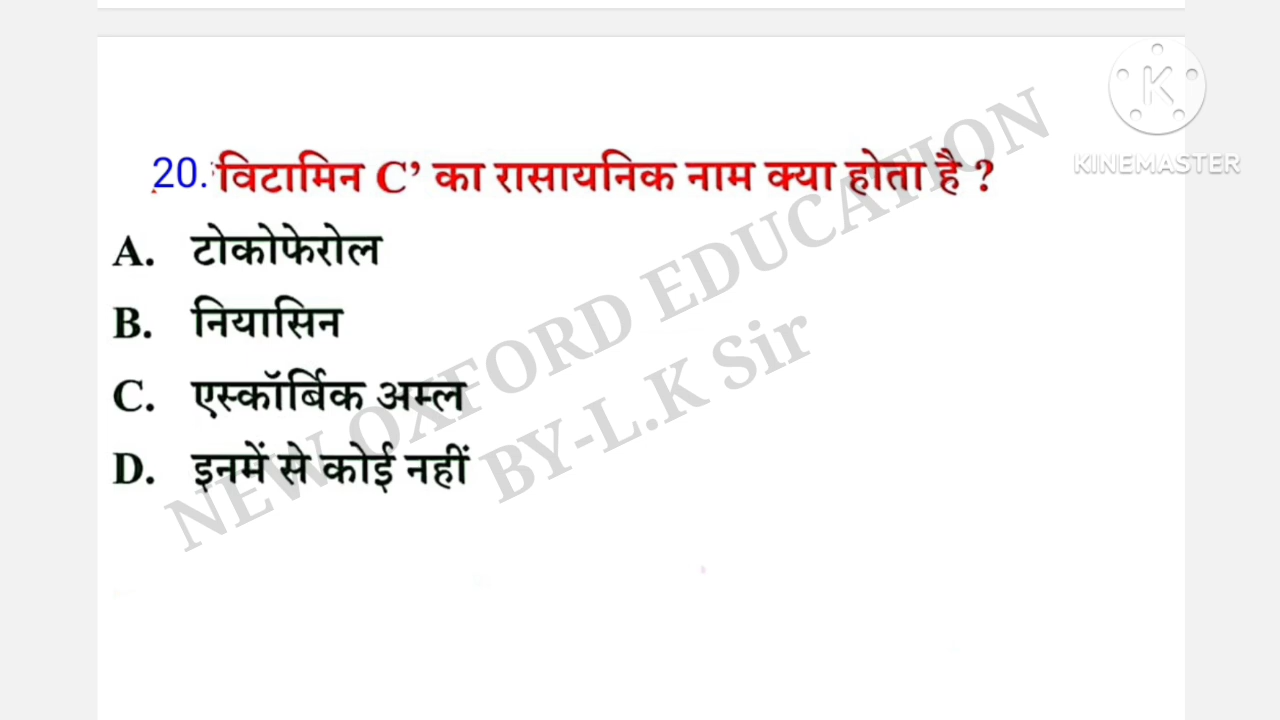 20. 'विटामिन C' का रासायनिक नाम क्या होता है ?
A. टोकोफेरोल
B. नियासिन
C. एस्कॉर्बिक अम्ल
D. इनमें से कोई नहीं
NEW OXFORD EDUCATION
BY-L.K Sir
K
KINEMASTER